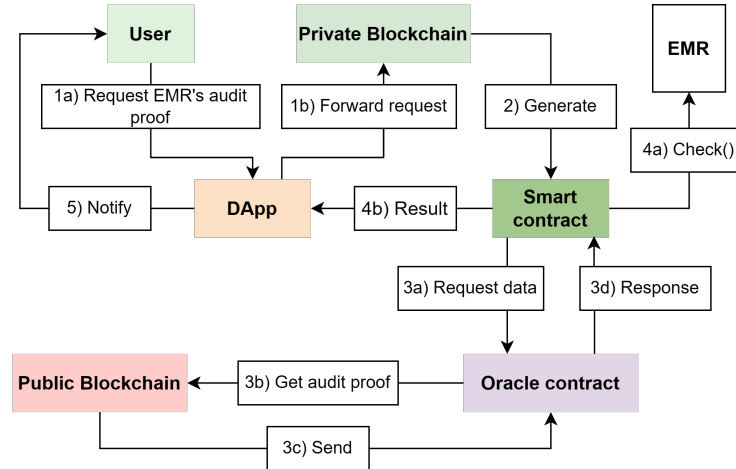 User
Private Blockchain
EMR
1a) Request EMR's audit
proof
1b) Forward request
2) Generate
4a) Check()
5) Notify
DApp
4b) Result
Smart
contract
3a) Request data
3d) Response
Public Blockchain
3b) Get audit proof
Oracle contract
3c) Send